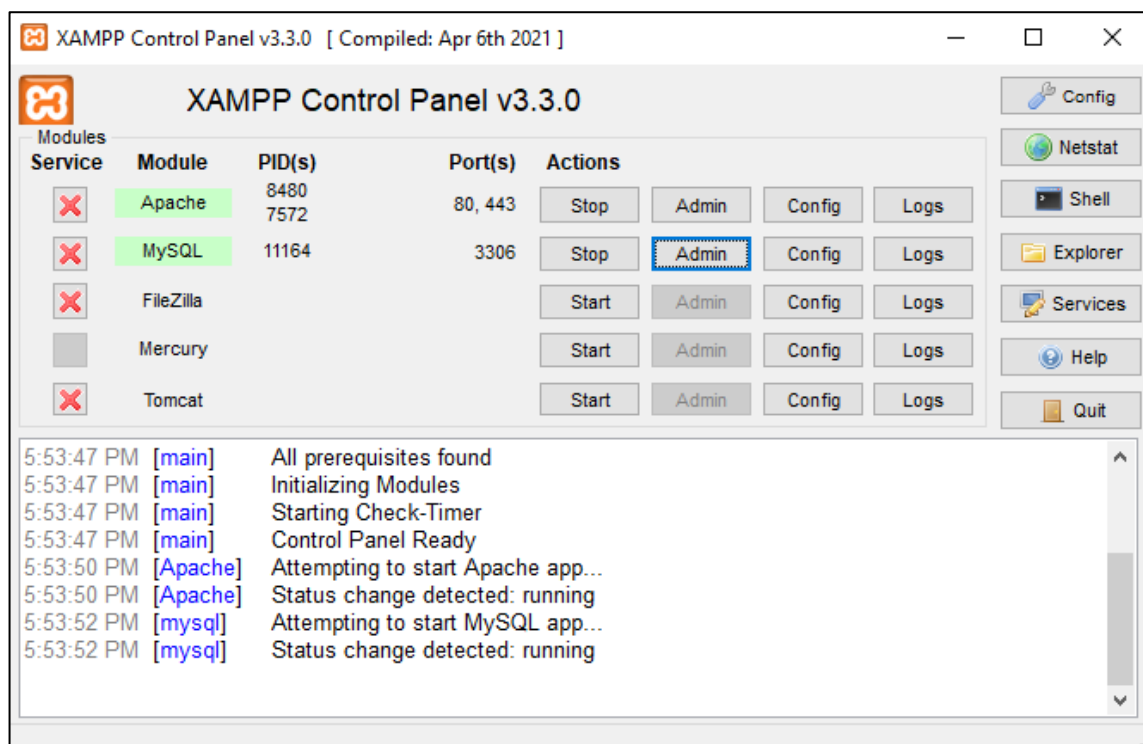 XAMPP Control Panel v3.3.0 [ Compiled: Apr 6th 2021 ]
XAMPP Control Panel v3.3.0
Config
Modules
Service Module PID(s) Port(s) Actions
Netstat
Apache 8480 7572 80, 443 Stop Admin Config Logs
Shell
MySQL 11164 3306 Stop Admin Config Logs
Explorer
FileZilla Start Admin Config Logs
Services
Mercury Start Admin Config Logs
Help
Tomcat Start Admin Config Logs
Quit
5:53:47 PM [main] All prerequisites found
5:53:47 PM [main] Initializing Modules
5:53:47 PM [main] Starting Check-Timer
5:53:47 PM [main] Control Panel Ready
5:53:50 PM [Apache] Attempting to start Apache app...
5:53:50 PM [Apache] Status change detected: running
5:53:52 PM [mysql] Attempting to start MySQL app...
5:53:52 PM [mysql] Status change detected: running